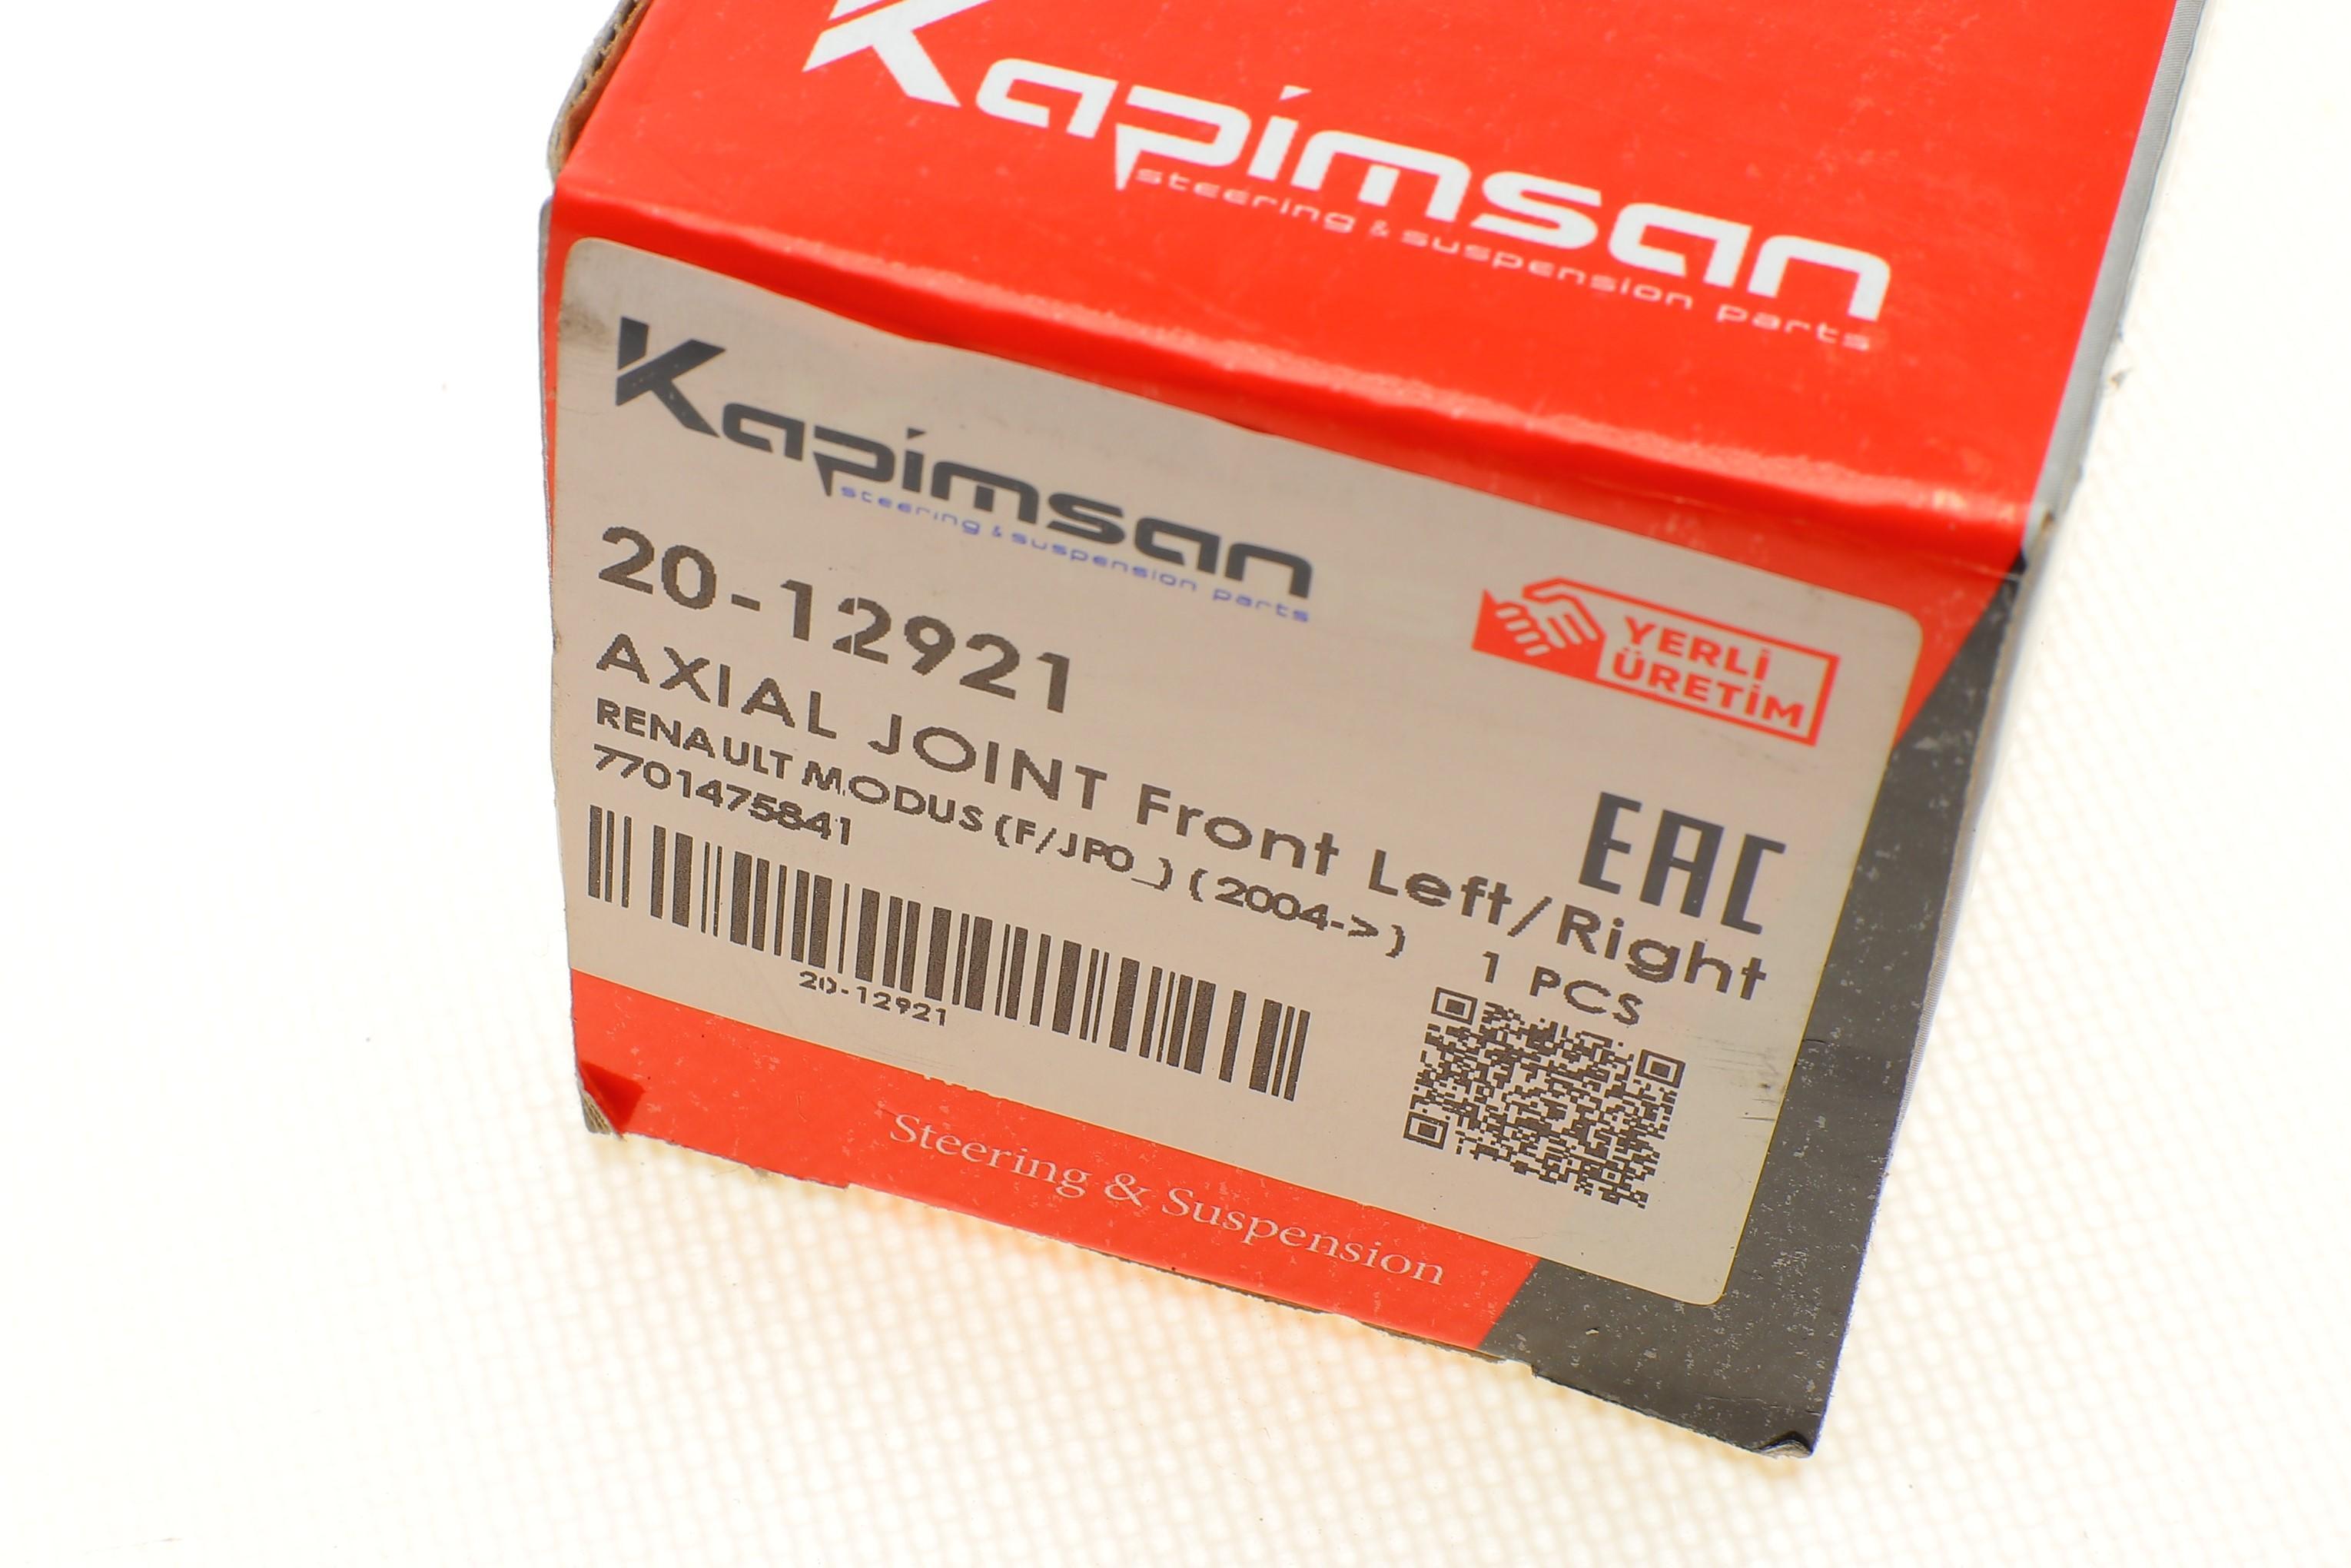 Kapimsan
steering & suspension parts
Kapimsan
steering & suspension parts
20-12921
YERLİ
ÜRETİM
AXIAL JOINT Front Left/Right
RENAULT MODUS (F/JP0_) (2004->)
EAC
7701475841
1 PCS
20-12921
Steering & Suspension